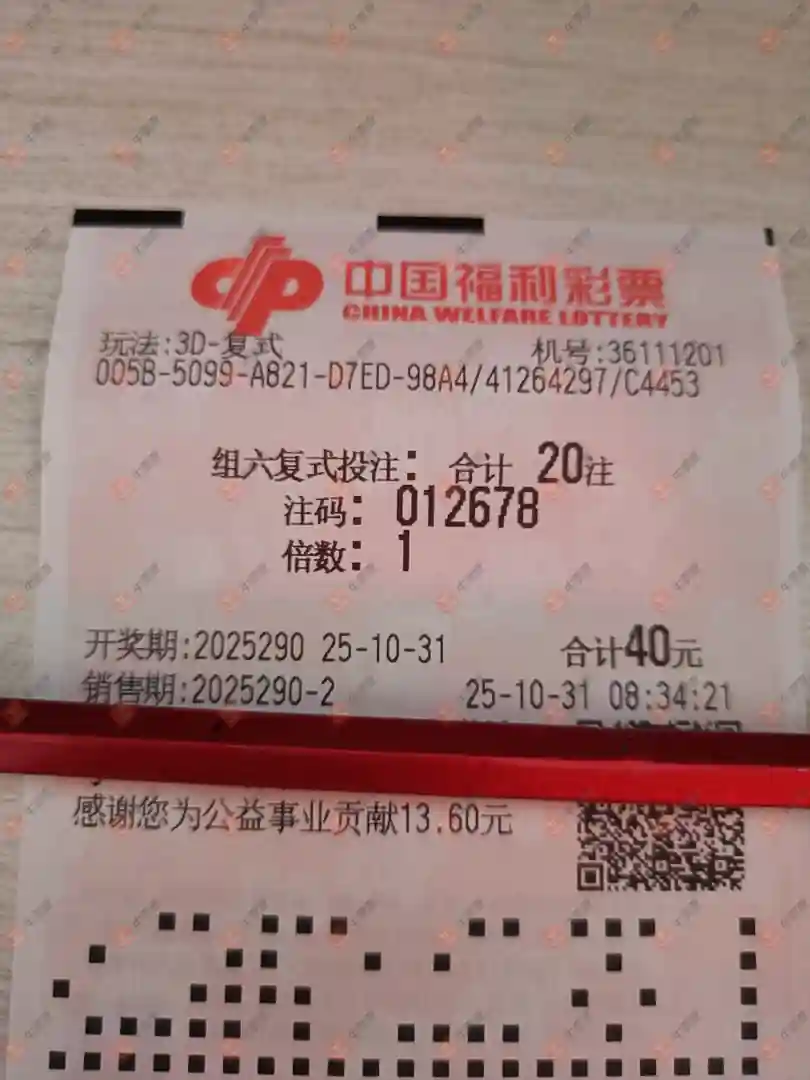 中国福利彩票
CHINA WELFARE LOTTERY
玩法:3D-复式 机号:36111201
005B-5099-A821-D7ED-98A4/41264297/C4453
组六复式投注: 合计 20注
注码: 012678
倍数: 1
开奖期:2025290 25-10-31 合计40元
销售期:2025290-2 25-10-31 08:34:21
感谢您为公益事业贡献13.60元